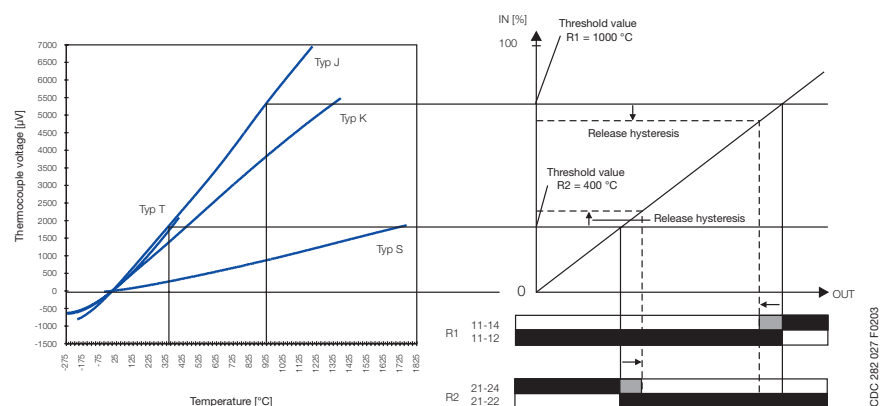 IN [%]
Threshold value
R1 = 1000 °C
100
7000
6500
6000
5500
5000
4500
4000
3500
3000
2500
2000
1500
1000
500
0
-500
-1000
-1500
Thermocouple voltage [µV]
Typ J
Typ K
Typ T
Typ S
-275
-175
-75
25
125
225
325
425
525
625
725
825
925
1025
1125
1225
1325
1425
1525
1625
1725
1825
Temperature [°C]
Release hysteresis
Threshold value
R2 = 400 °C
Release hysteresis
0
OUT
R1
11-14
11-12
R2
21-24
21-22
CDC 282 027 F0203